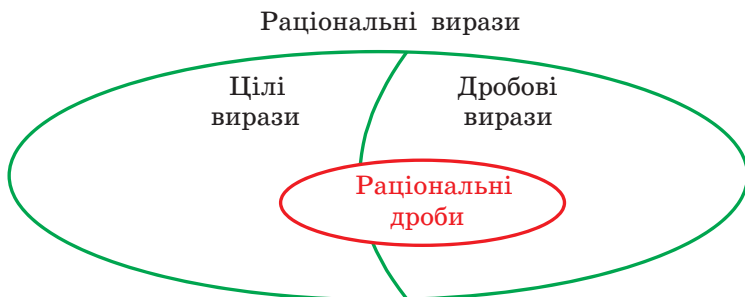 Раціональні вирази
Цілі
вирази
Дробові
вирази
Раціональні
дроби